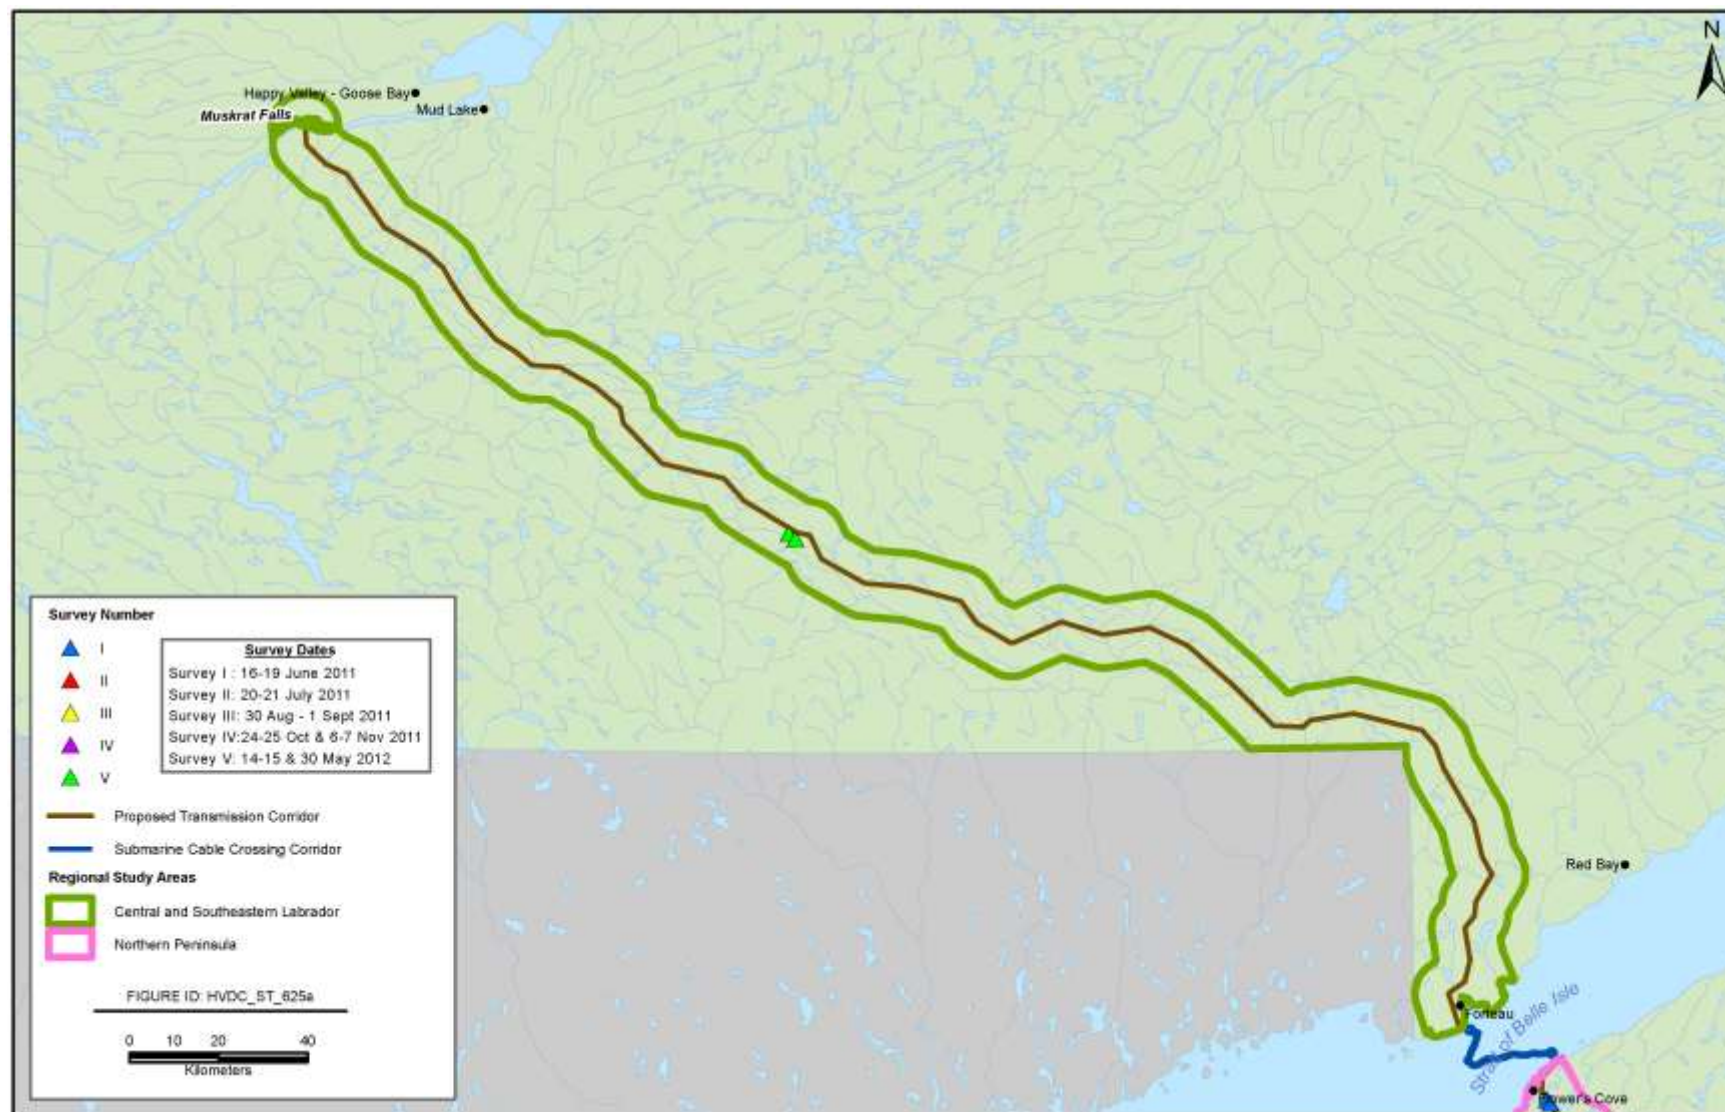 N
Happy Valley - Goose Bay
Mud Lake
Muskrat Falls
Survey Number
I
II
III
IV
V
Survey Dates
Survey I : 16-19 June 2011
Survey II: 20-21 July 2011
Survey III: 30 Aug - 1 Sept 2011
Survey IV:24-25 Oct & 6-7 Nov 2011
Survey V: 14-15 & 30 May 2012
Proposed Transmission Corridor
Submarine Cable Crossing Corridor
Regional Study Areas
Central and Southeastern Labrador
Northern Peninsula
FIGURE ID: HVDC_ST_625a
0 10 20 40
Kilometers
Red Bay
Forteau
Strait of Belle Isle
Flower's Cove